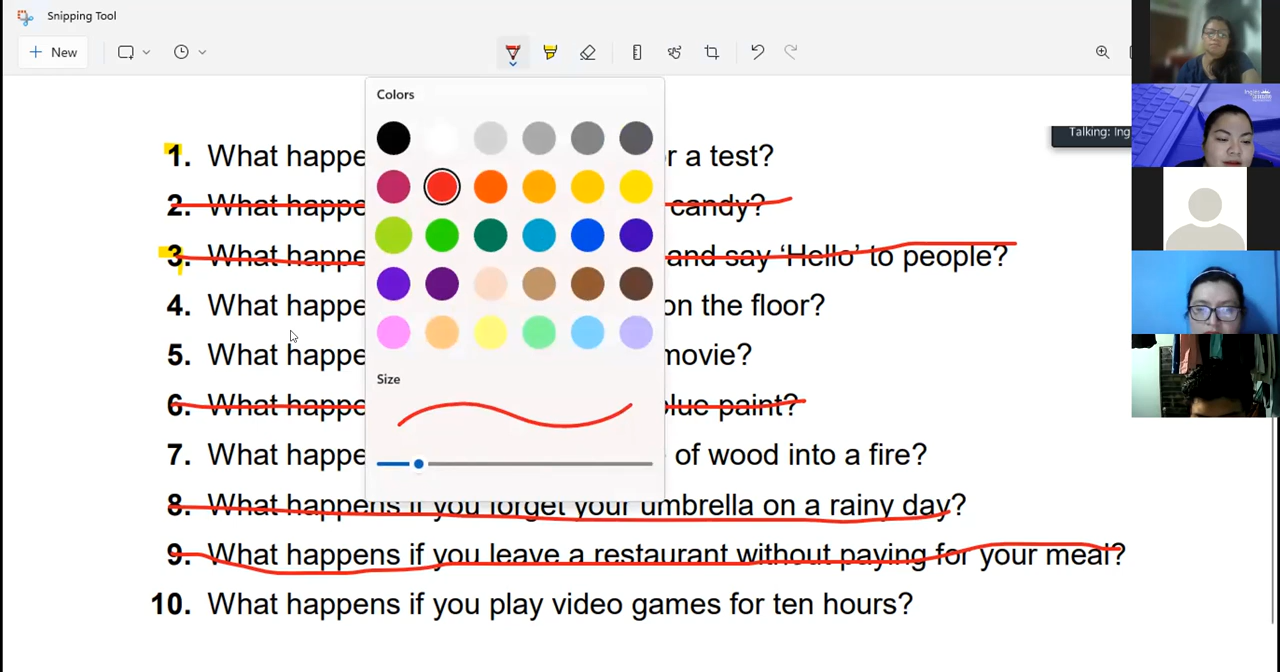 Snipping Tool
New
Colors
Talking: Ing
1. What happe r a test?
2. What happe candy?
3. What happe and say ‘Hello’ to people?
4. What happe on the floor?
5. What happe movie?
Size
6. What happe lue paint?
7. What happe of wood into a fire?
8. What happens if you forget your umbrella on a rainy day?
9. What happens if you leave a restaurant without paying for your meal?
10. What happens if you play video games for ten hours?